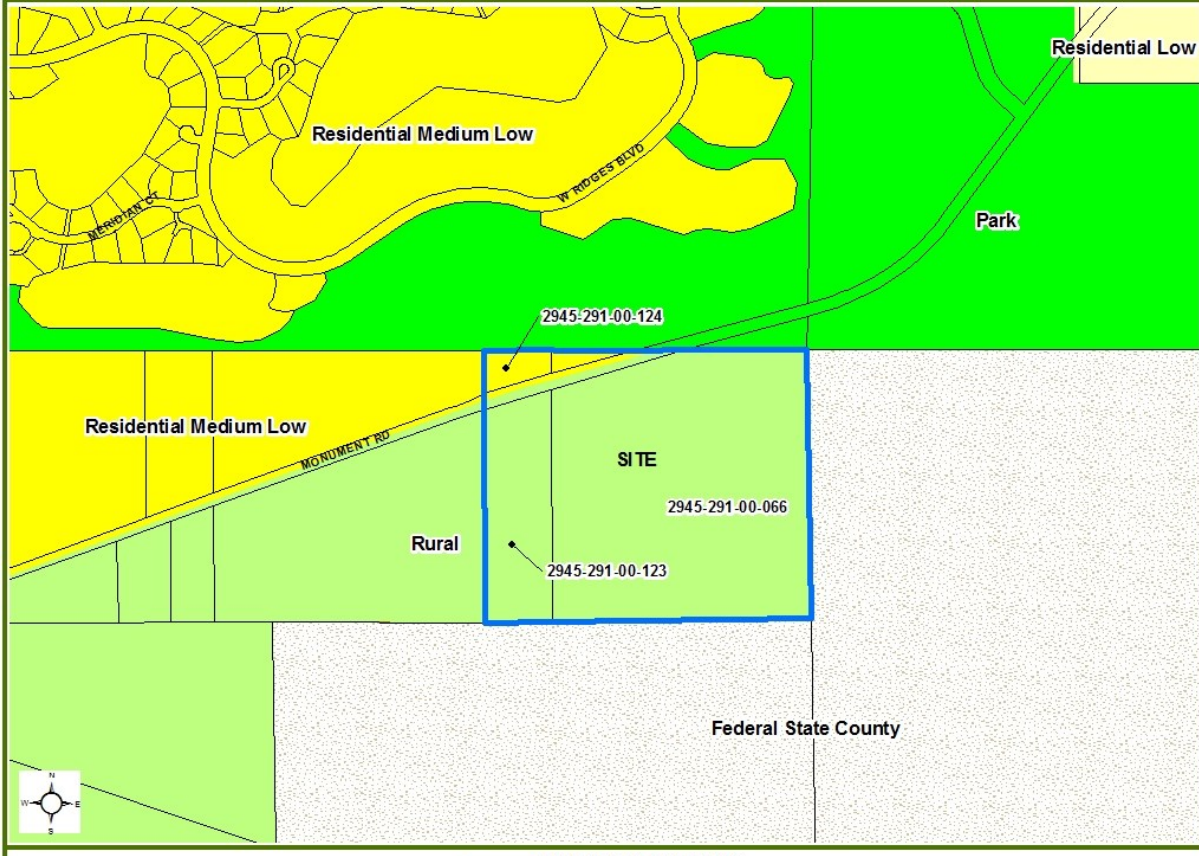 Residential Low
Residential Medium Low
W RIDGES BLVD
MERIDIAN CT
Park
2945-291-00-124
Residential Medium Low
MONUMENT RD
SITE
2945-291-00-066
Rural
2945-291-00-123
Federal State County
N
W E
S